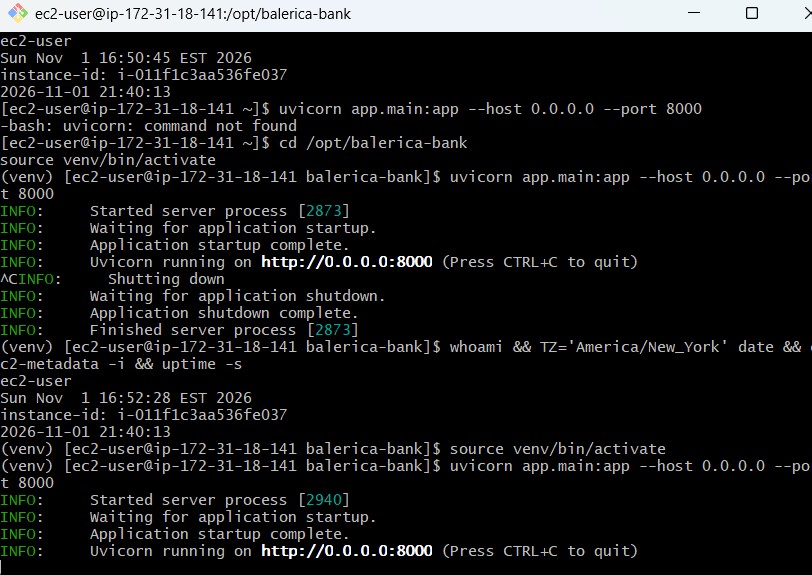 ec2-user@ip-172-31-18-141:/opt/balerica-bank
ec2-user
Sun Nov  1 16:50:45 EST 2026
instance-id: i-011f1c3aa536fe037
2026-11-01 21:40:13
[ec2-user@ip-172-31-18-141 ~]$ uvicorn app.main:app --host 0.0.0.0 --port 8000
-bash: uvicorn: command not found
[ec2-user@ip-172-31-18-141 ~]$ cd /opt/balerica-bank
source venv/bin/activate
(venv) [ec2-user@ip-172-31-18-141 balerica-bank]$ uvicorn app.main:app --host 0.0.0.0 --po
t 8000
INFO:     Started server process [2873]
INFO:     Waiting for application startup.
INFO:     Application startup complete.
INFO:     Uvicorn running on http://0.0.0.0:8000 (Press CTRL+C to quit)
^CINFO:     Shutting down
INFO:     Waiting for application shutdown.
INFO:     Application shutdown complete.
INFO:     Finished server process [2873]
(venv) [ec2-user@ip-172-31-18-141 balerica-bank]$ whoami && TZ='America/New_York' date &&
c2-metadata -i && uptime -s
ec2-user
Sun Nov  1 16:52:28 EST 2026
instance-id: i-011f1c3aa536fe037
2026-11-01 21:40:13
(venv) [ec2-user@ip-172-31-18-141 balerica-bank]$ source venv/bin/activate
(venv) [ec2-user@ip-172-31-18-141 balerica-bank]$ uvicorn app.main:app --host 0.0.0.0 --po
t 8000
INFO:     Started server process [2940]
INFO:     Waiting for application startup.
INFO:     Application startup complete.
INFO:     Uvicorn running on http://0.0.0.0:8000 (Press CTRL+C to quit)